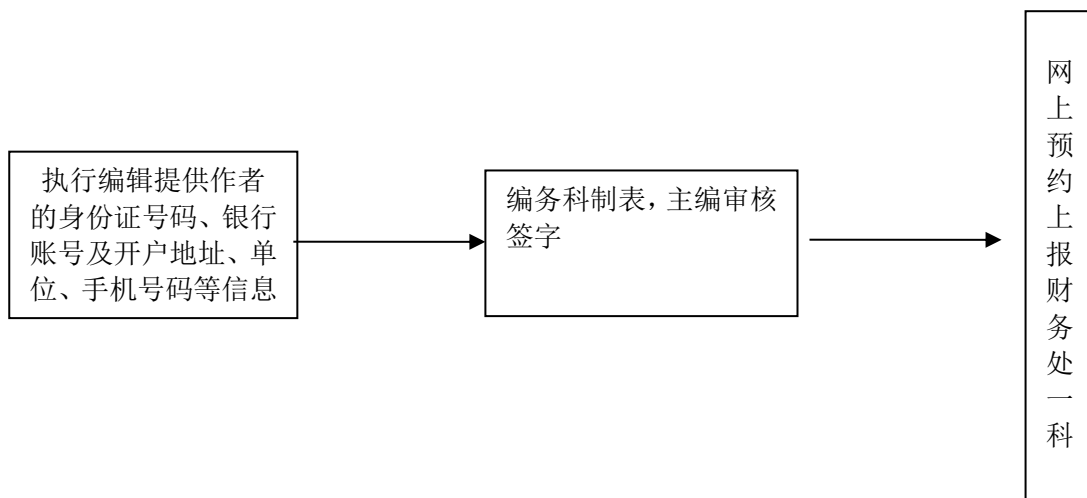 执行编辑提供作者
的身份证号码、银行
账号及开户地址、单
位、手机号码等信息
编务科制表，主编审核
签字
网上预约上报财务处一科